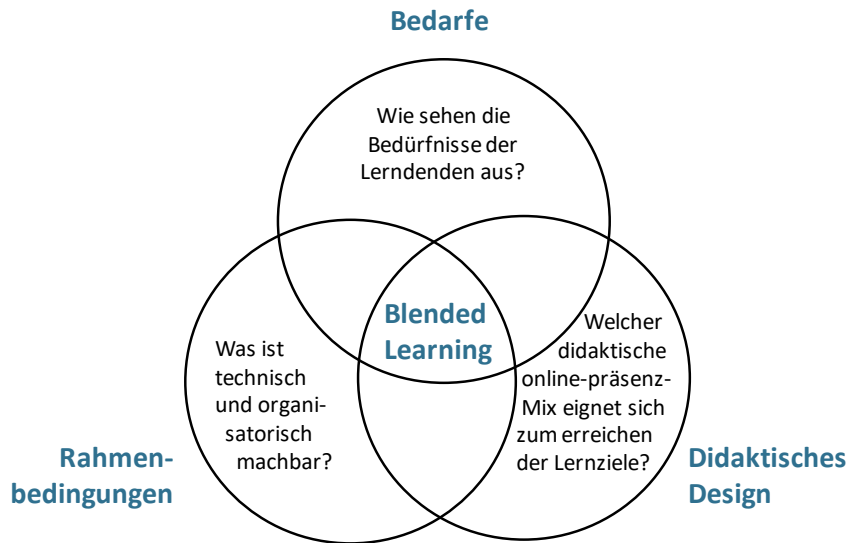 Bedarfe
Wie sehen die
Bedürfnisse der
Lerndenden aus?
Blended
Learning
Was ist
technisch
und organi-
satorisch
machbar?
Welcher
didaktische
online-präsenz-
Mix eignet sich
zum erreichen
der Lernziele?
Rahmen-
bedingungen
Didaktisches
Design